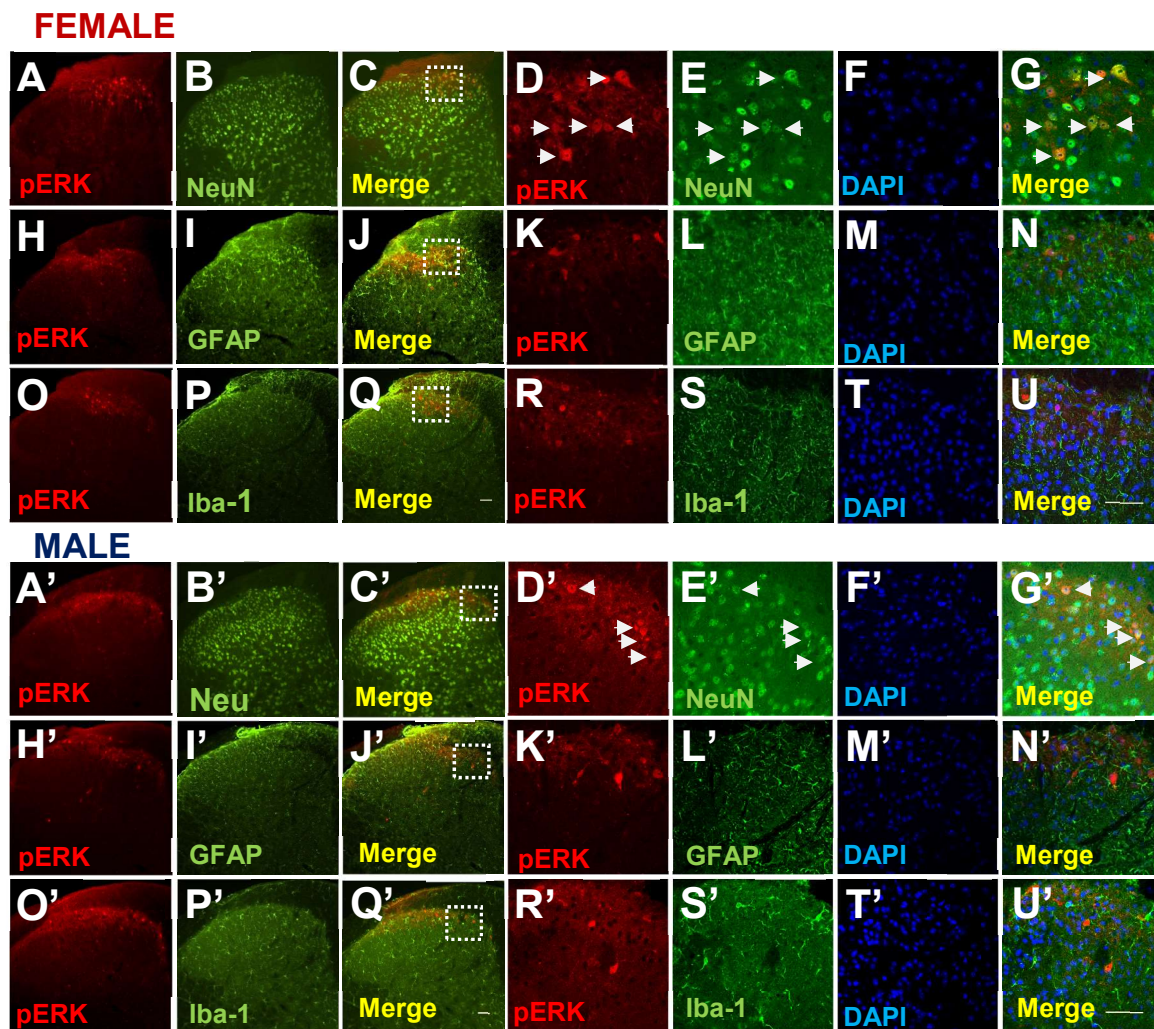 FEMALE
A B C D E F G
pERK NeuN Merge pERK NeuN DAPI Merge
H I J K L M N
pERK GFAP Merge pERK GFAP DAPI Merge
O P Q R S T U
pERK Iba-1 Merge pERK Iba-1 DAPI Merge
MALE
A’ B’ C’ D’ E’ F’ G’
pERK Neu Merge pERK NeuN DAPI Merge
H’ I’ J’ K’ L’ M’ N’
pERK GFAP Merge pERK GFAP DAPI Merge
O’ P’ Q’ R’ S’ T’ U’
pERK Iba-1 Merge pERK Iba-1 DAPI Merge